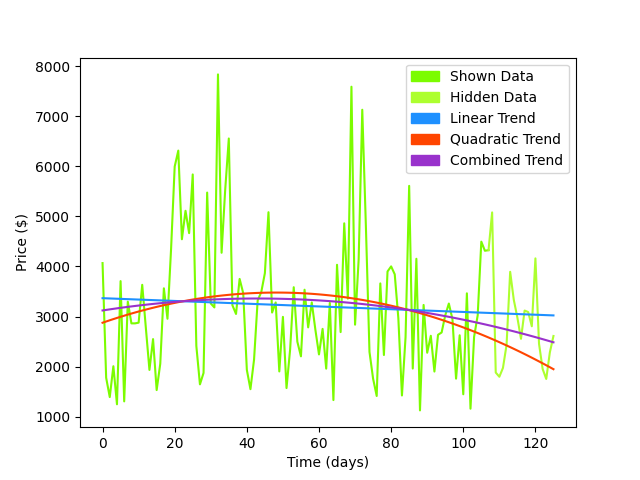 8000
7000
6000
5000
4000
3000
2000
1000
Price ($)
0
20
40
60
80
100
120
Time (days)
Shown Data
Hidden Data
Linear Trend
Quadratic Trend
Combined Trend